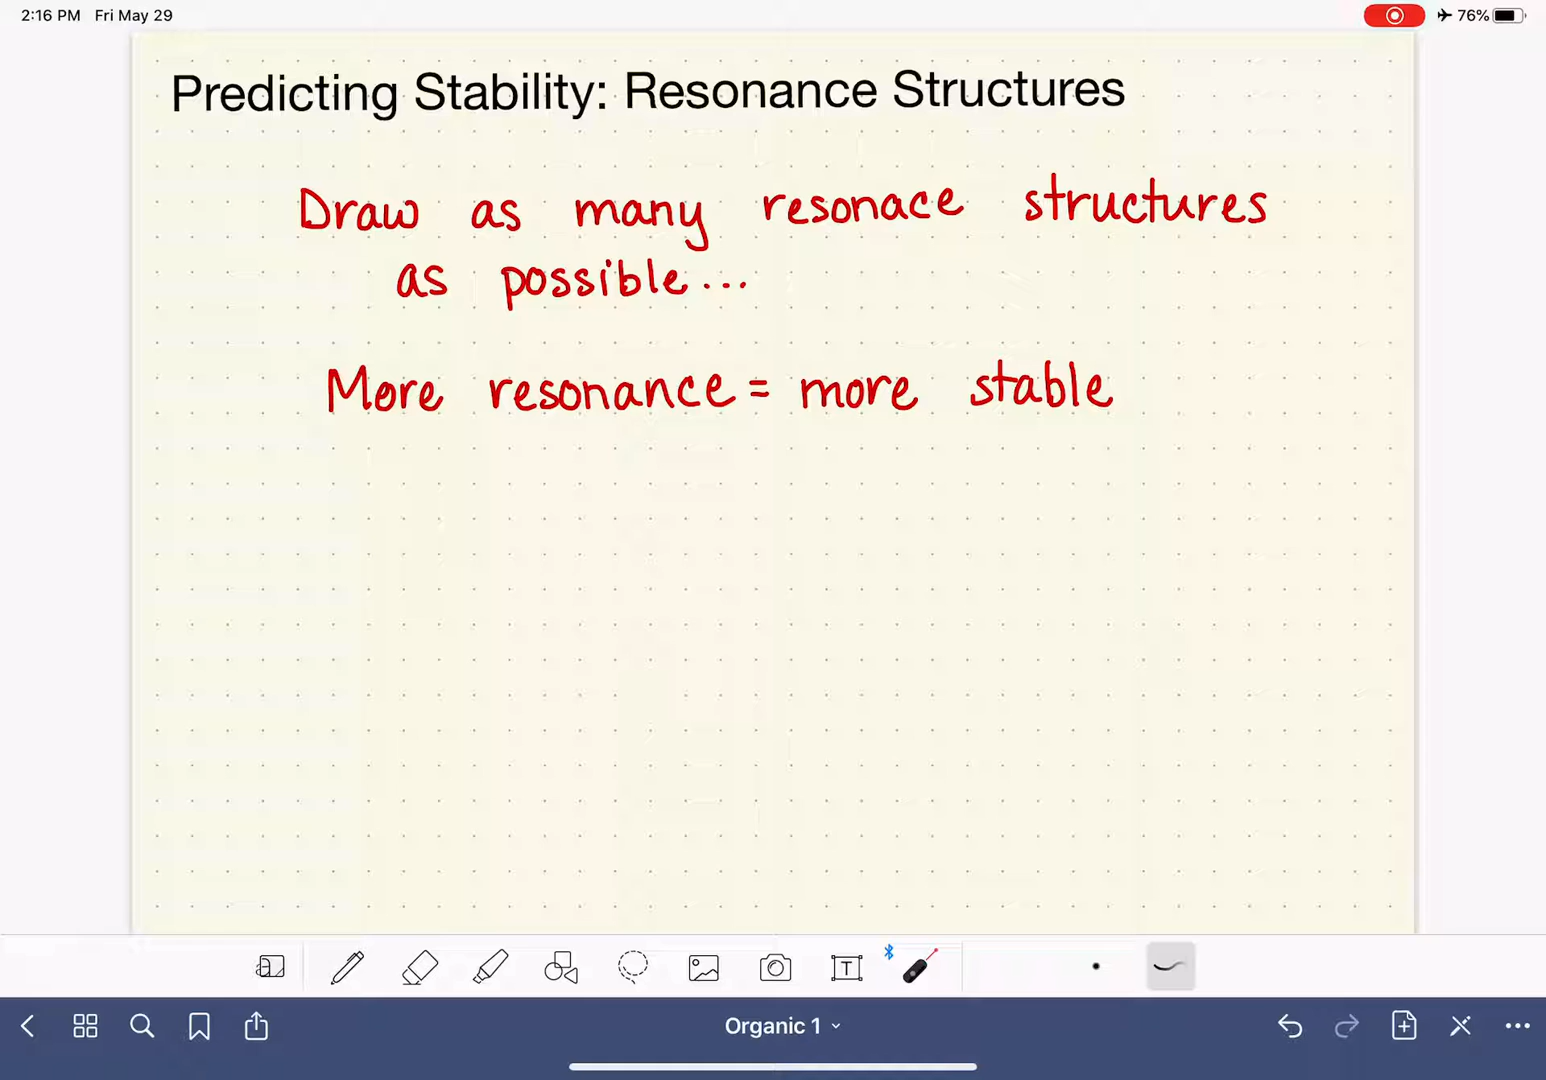 2:16 PM Fri May 29
76%
Predicting Stability: Resonance Structures
Draw as many resonace structures
as possible...
More resonance = more stable
T
Organic 1